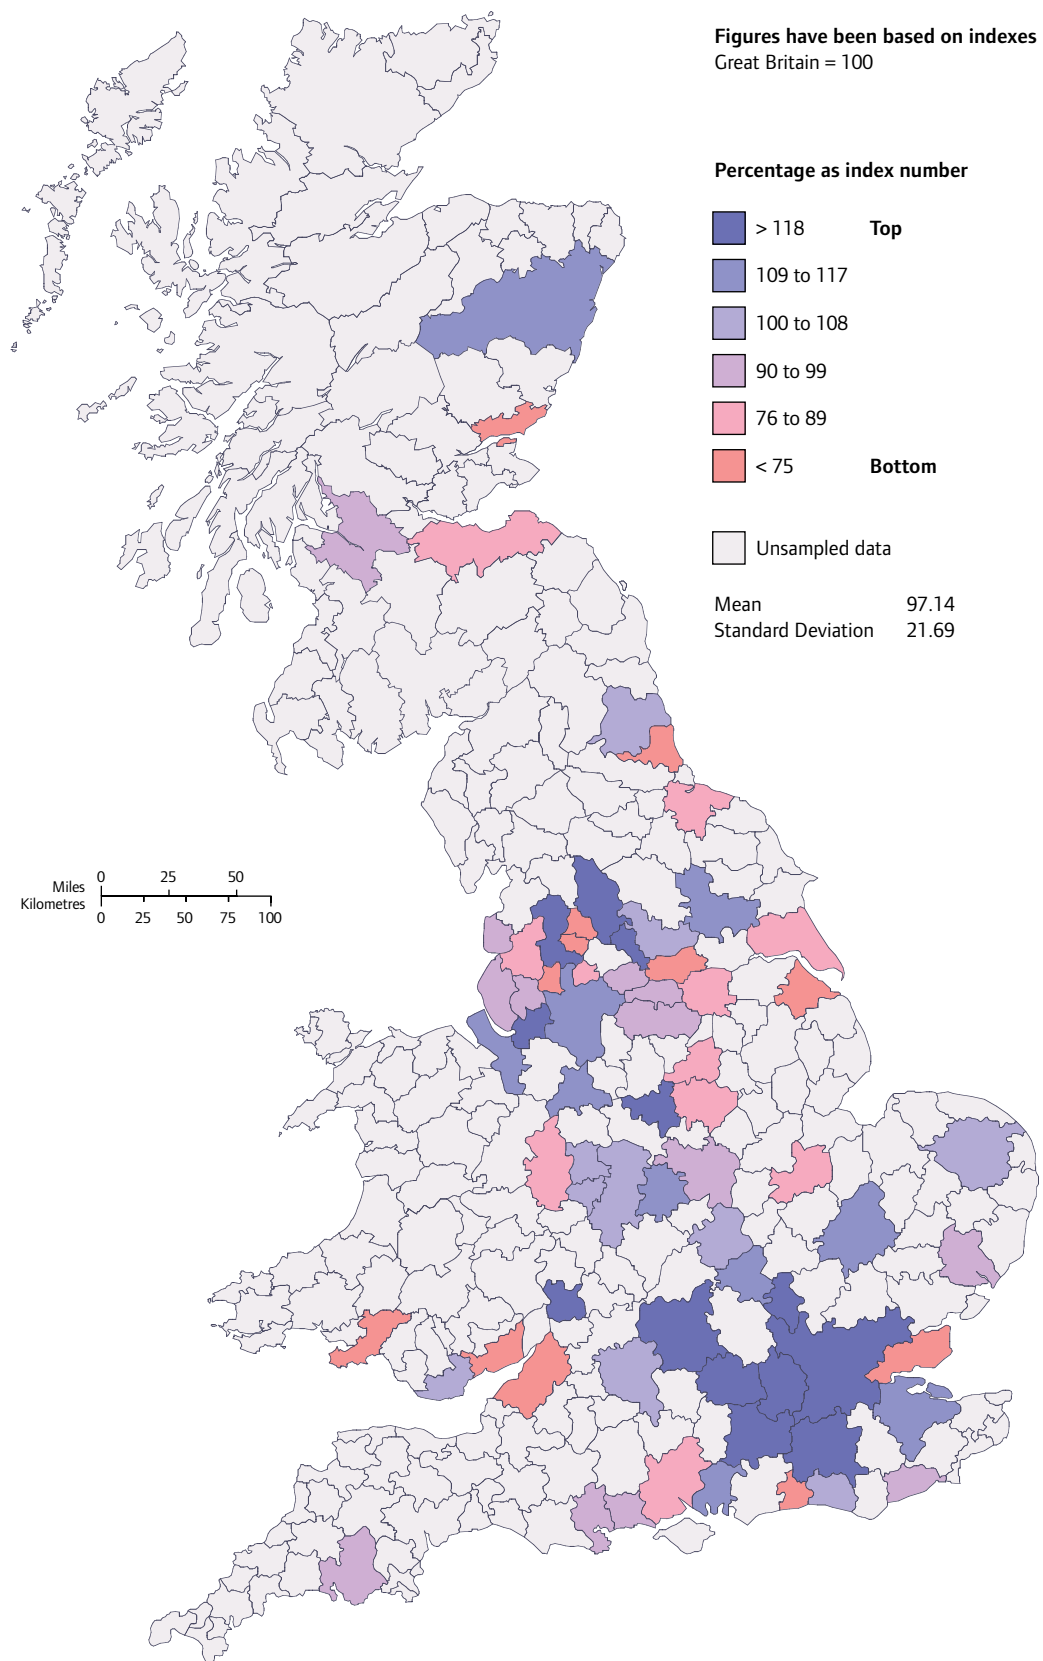 Figures have been based on indexes
Great Britain = 100
Percentage as index number
> 118 Top
109 to 117
100 to 108
90 to 99
76 to 89
< 75 Bottom
Unsampled data
Mean 97.14
Standard Deviation 21.69
0 25 50
Miles
Kilometres
0 25 50 75 100